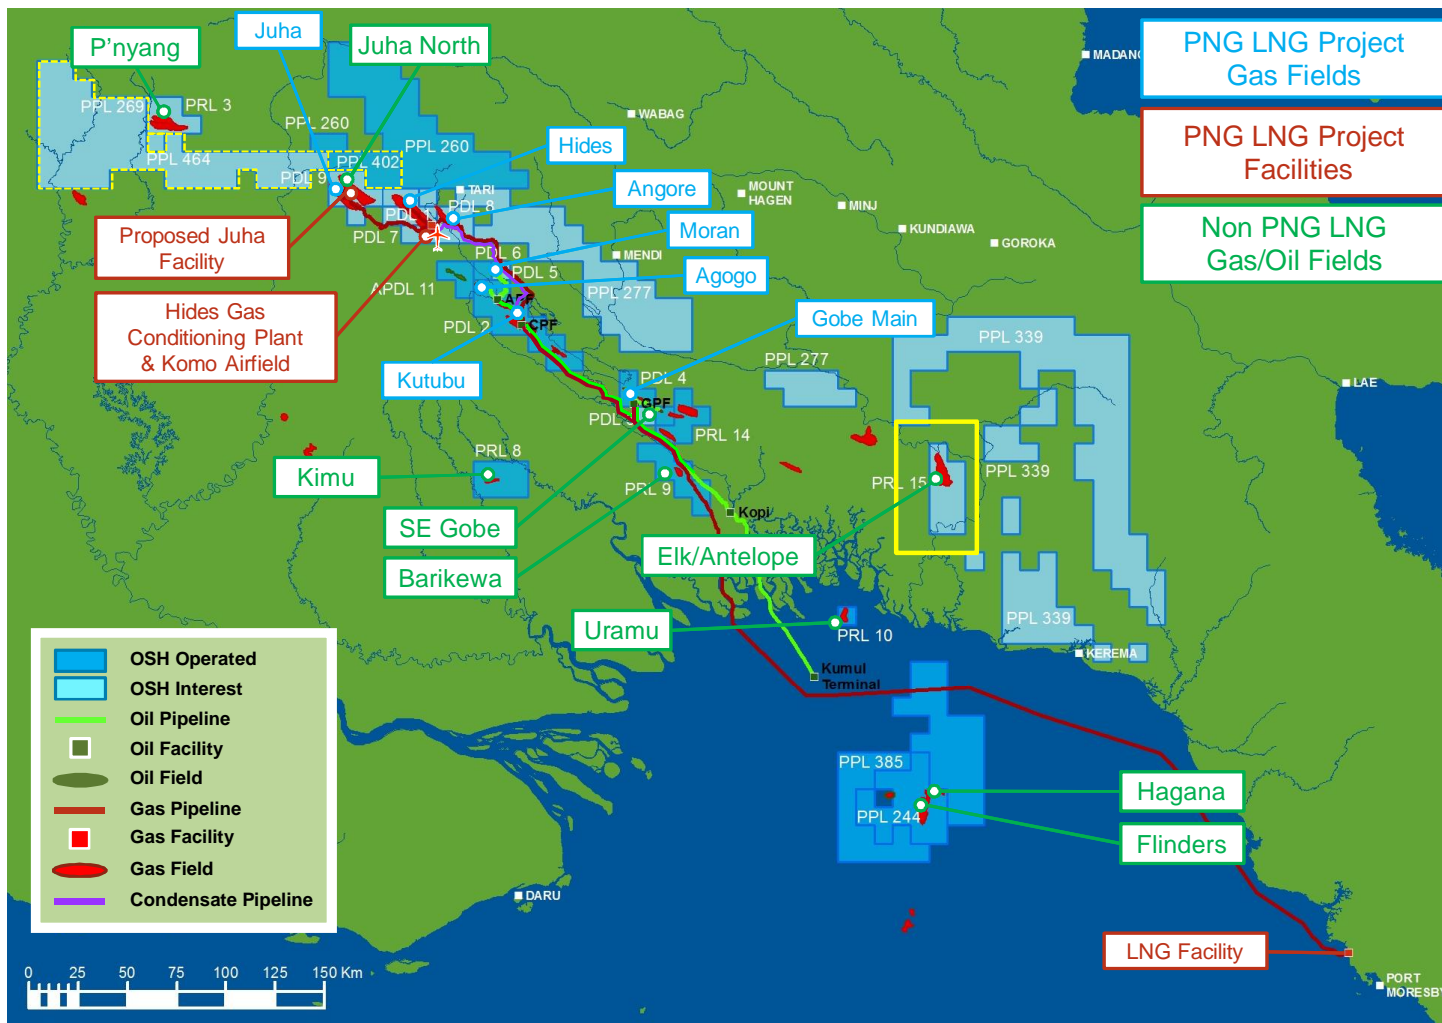 P'nyang
Juha
Juha North
PNG LNG Project
Gas Fields
MADANG
PPL 269
PRL 3
PPL 260
WABAG
PNG LNG Project
Facilities
PPL 464
PPL 402
PPL 260
Hides
PDL 9
TARI
Angore
MOUNT
HAGEN
MINJ
PDL 1
PDL 8
Non PNG LNG
Gas/Oil Fields
Proposed Juha
Facility
PDL 7
Moran
KUNDIAWA
GOROKA
PDL 6
MENDI
PDL 5
Agogo
APDL 11
PPL 277
Hides Gas
Conditioning Plant
& Komo Airfield
APF
PDL 2
CPF
Gobe Main
PPL 339
Kutubu
PDL 4
PPL 277
LAE
GPF
PDL 3
PRL 14
PRL 8
Kimu
PRL 9
PRL 15
PPL 339
SE Gobe
Kopi
Elk/Antelope
Barikewa
Uramu
PRL 10
PPL 339
KEREMA
Kumul
Terminal
OSH Operated
OSH Interest
Oil Pipeline
Oil Facility
Oil Field
Gas Pipeline
Gas Facility
Gas Field
Condensate Pipeline
PPL 385
Hagana
PPL 244
Flinders
DARU
LNG Facility
0 25 50 75 100 125 150 Km
PORT
MORESBY